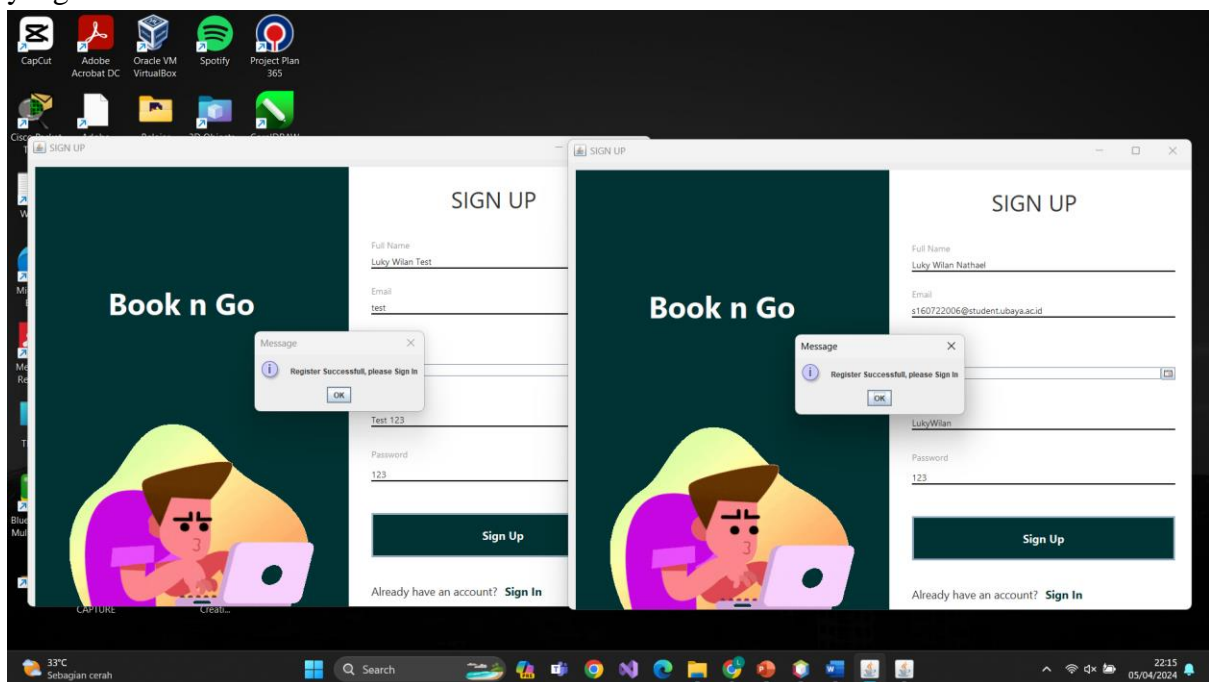 CapCut
Adobe
Acrobat DC
Oracle VM
VirtualBox
Spotify
Project Plan
365
SIGN UP
SIGN UP
Full Name
Luky Wilan Test
Email
test
Book n Go
Message
Register Successfull, please Sign In
OK
Test 123
Password
123
Sign Up
Already have an account? Sign In
SIGN UP
SIGN UP
Full Name
Luky Wilan Nathael
Email
s160722006@student.ubaya.ac.id
Book n Go
Message
Register Successfull, please Sign In
OK
LukyWilan
Password
123
Sign Up
Already have an account? Sign In
CAPTURE
Creati...
33°C
Sebagian cerah
Search
22:15
05/04/2024